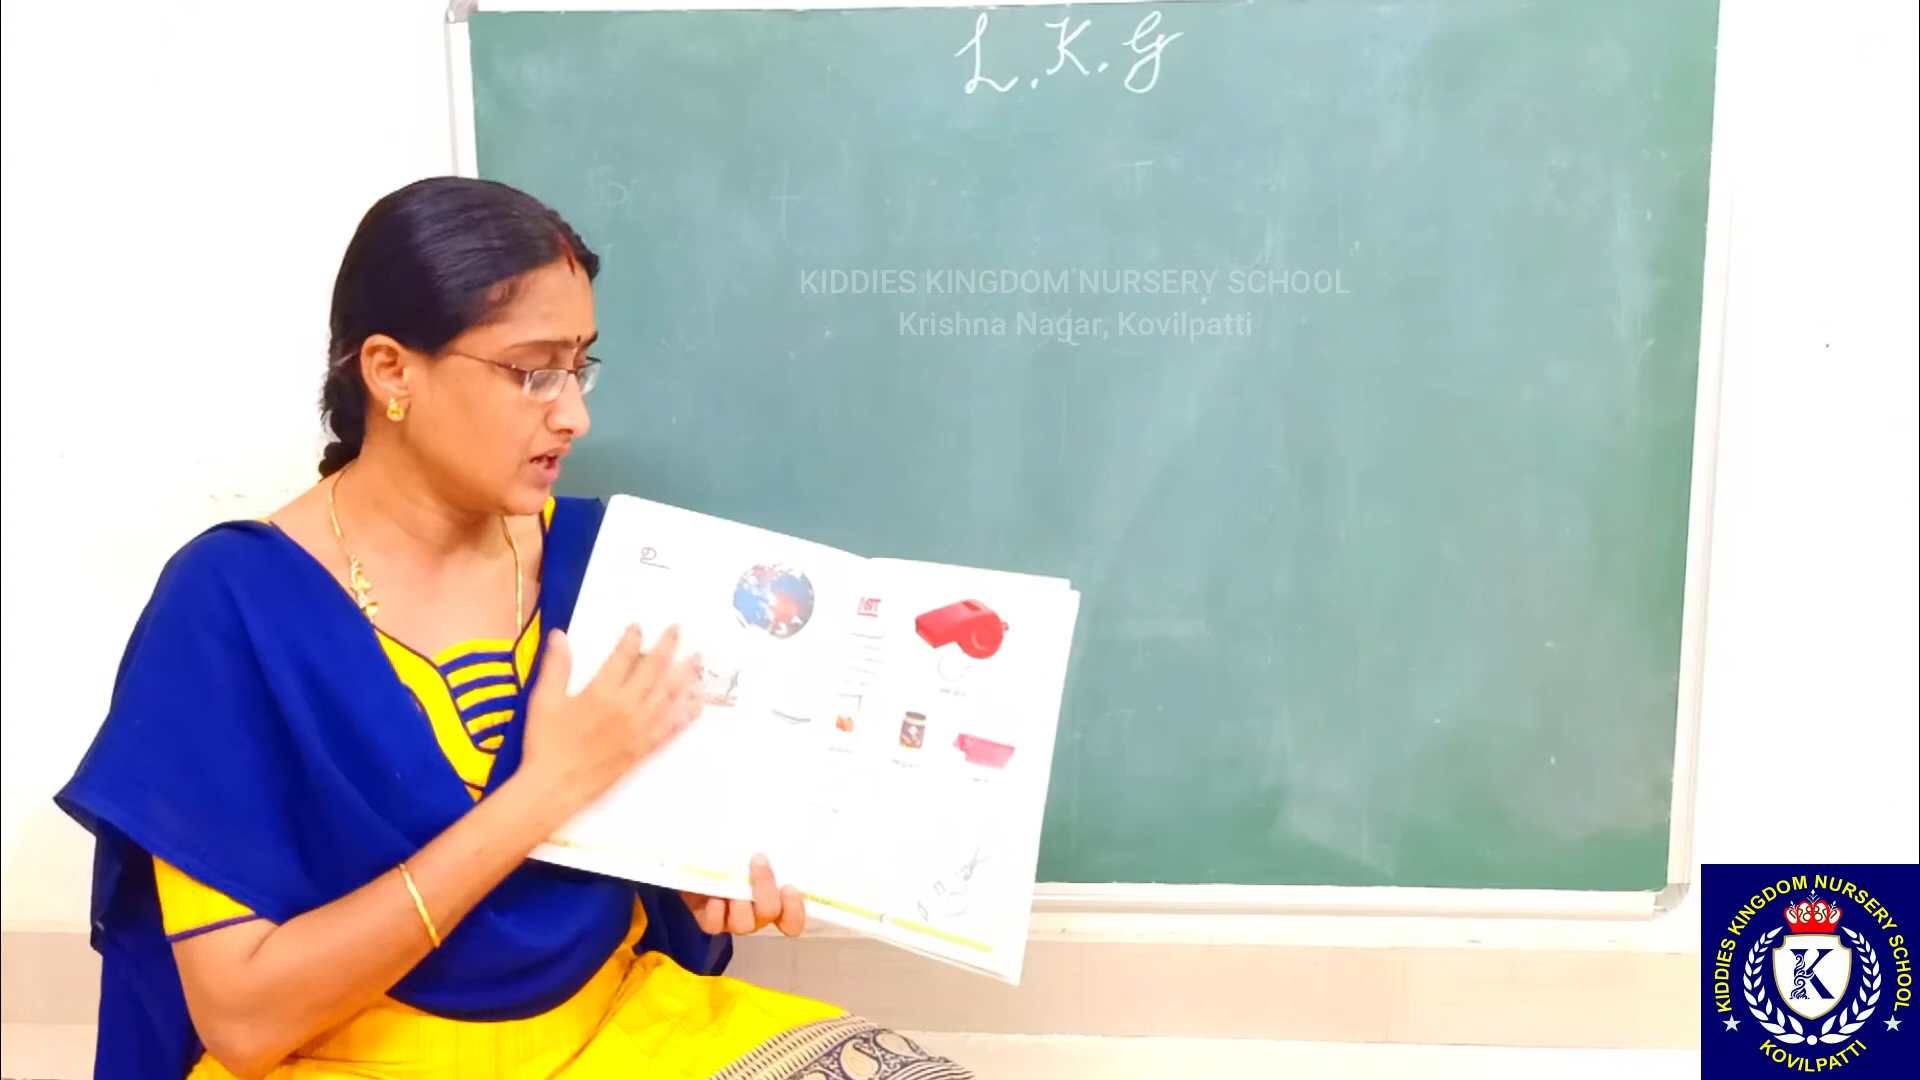 L.K.G
KIDDIES KINGDOM NURSERY SCHOOL
Krishna Nagar, Kovilpatti
உ
KIDDIES KINGDOM NURSERY SCHOOL
K
KOVILPATTI